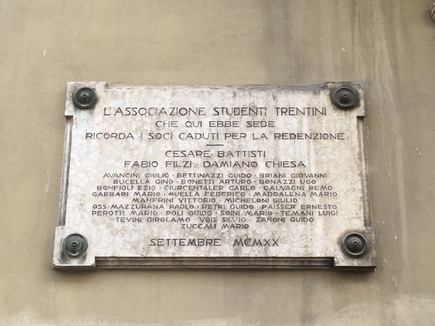 L'ASSOCIAZIONE STUDENTI TRENTINI
CHE QUI EBBE SEDE
RICORDA I SOCI CADUTI PER LA REDENZIONE
CESARE BATTISTI
FABIO FILZI · DAMIANO CHIESA
AVANCINI GIULIO · BETTINAZZI GUIDO · BRIANI GIOVANNI
BUCELLA GINO · BONETTI ARTURO · BONAZZI UGO
BONFIOLI EZIO · CIURCENTALER CARLO · GALVAGNI REMO
GARBARI MARIO · GUELLA FEDERICO · MADDALENA MARIO
MANFRINI VITTORIO · MICHELONI GIULIO
OSS-MAZZURANA PAOLO · PETRI GUIDO · PAISSER ERNESTO
PEROTTI MARIO · POLI GUIDO · SOINI MARIO · TEMANI LUIGI
TEVINI GIROLAMO · VOIS SILVIO · ZANONI GUIDO
ZUCCALI MARIO
SETTEMBRE MCMXX